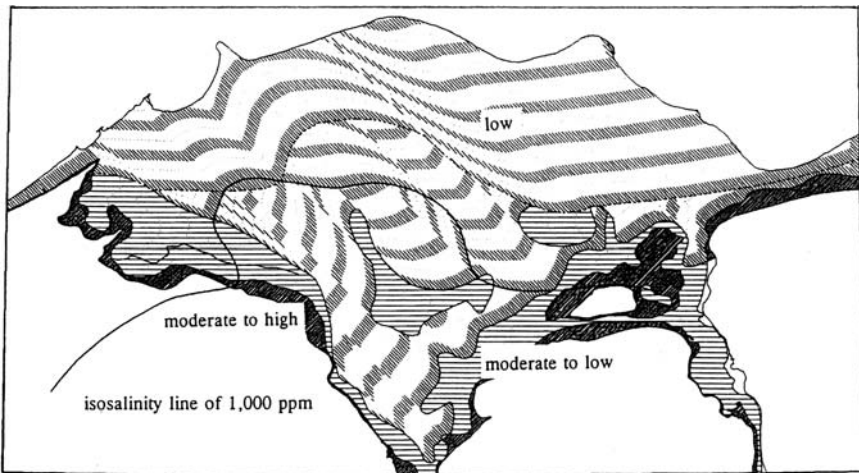 low
moderate to high
moderate to low
isosalinity line of 1,000 ppm